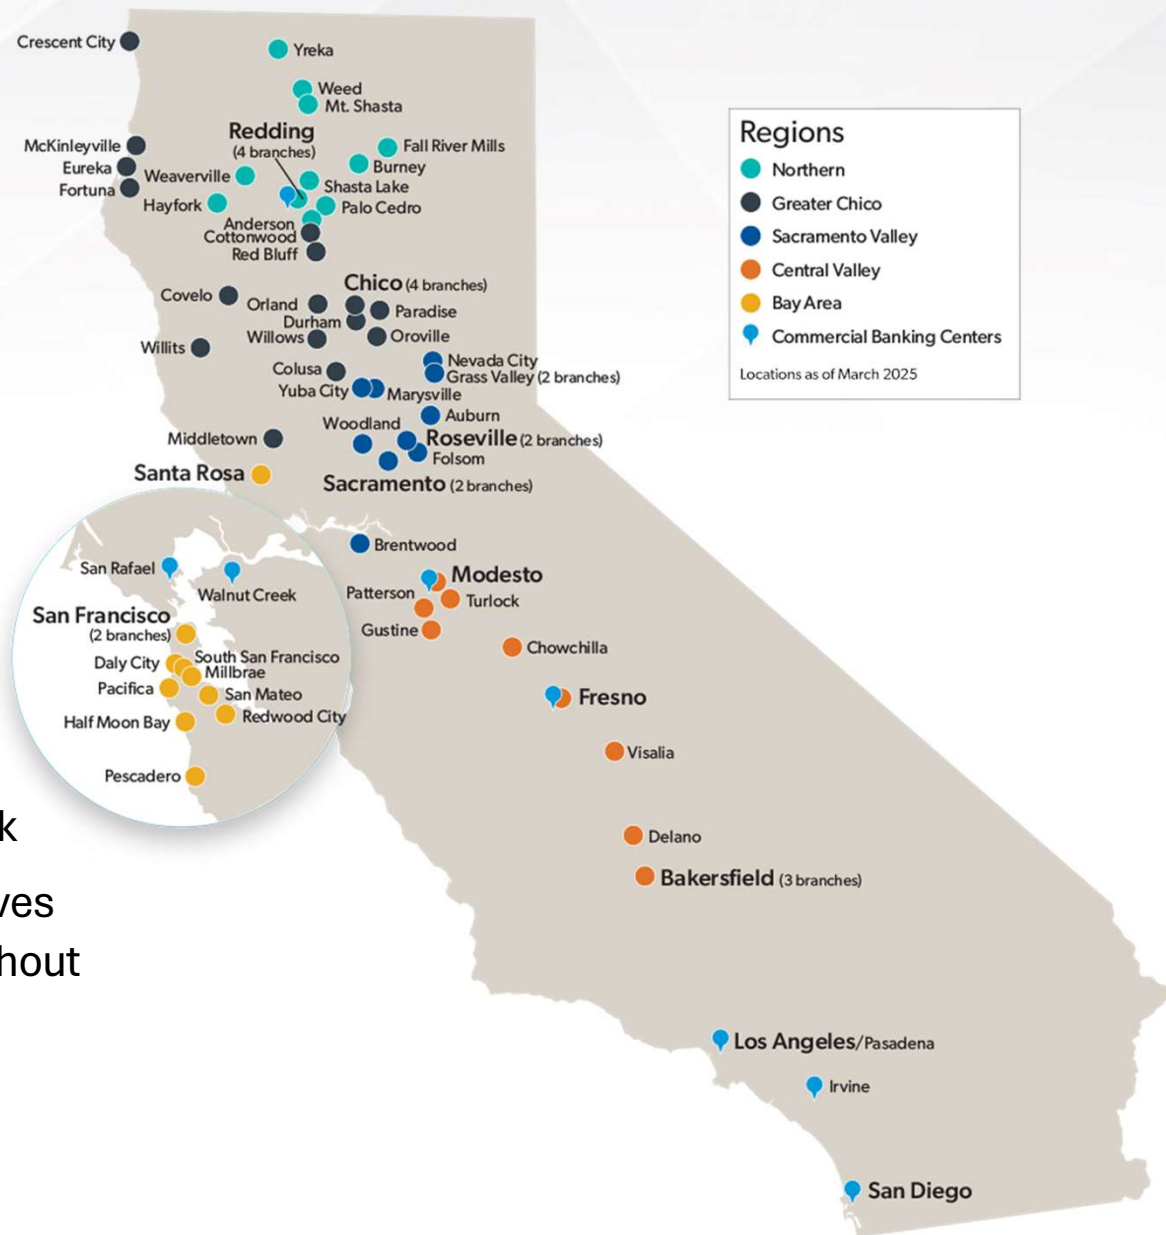 Crescent City
Yreka
Weed
Mt. Shasta
Redding
(4 branches)
McKinleyville
Fall River Mills
Eureka
Burney
Weaverville
Fortuna
Shasta Lake
Hayfork
Palo Cedro
Anderson
Cottonwood
Red Bluff
Chico (4 branches)
Covelo
Orland
Paradise
Durham
Willows
Oroville
Willits
Nevada City
Colusa
Grass Valley (2 branches)
Yuba City
Marysville
Auburn
Woodland
Middletown
Roseville (2 branches)
Folsom
Santa Rosa
Sacramento (2 branches)
Regions
Northern
Greater Chico
Sacramento Valley
Central Valley
Bay Area
Commercial Banking Centers
Locations as of March 2025
Brentwood
San Rafael
Walnut Creek
San Francisco
(2 branches)
South San Francisco
Daly City
Millbrae
Pacifica
San Mateo
Half Moon Bay
Redwood City
Pescadero
Modesto
Patterson
Turlock
Gustine
Chowchilla
Fresno
Visalia
Delano
Bakersfield (3 branches)
k
ves
hout
Los Angeles/Pasadena
Irvine
San Diego